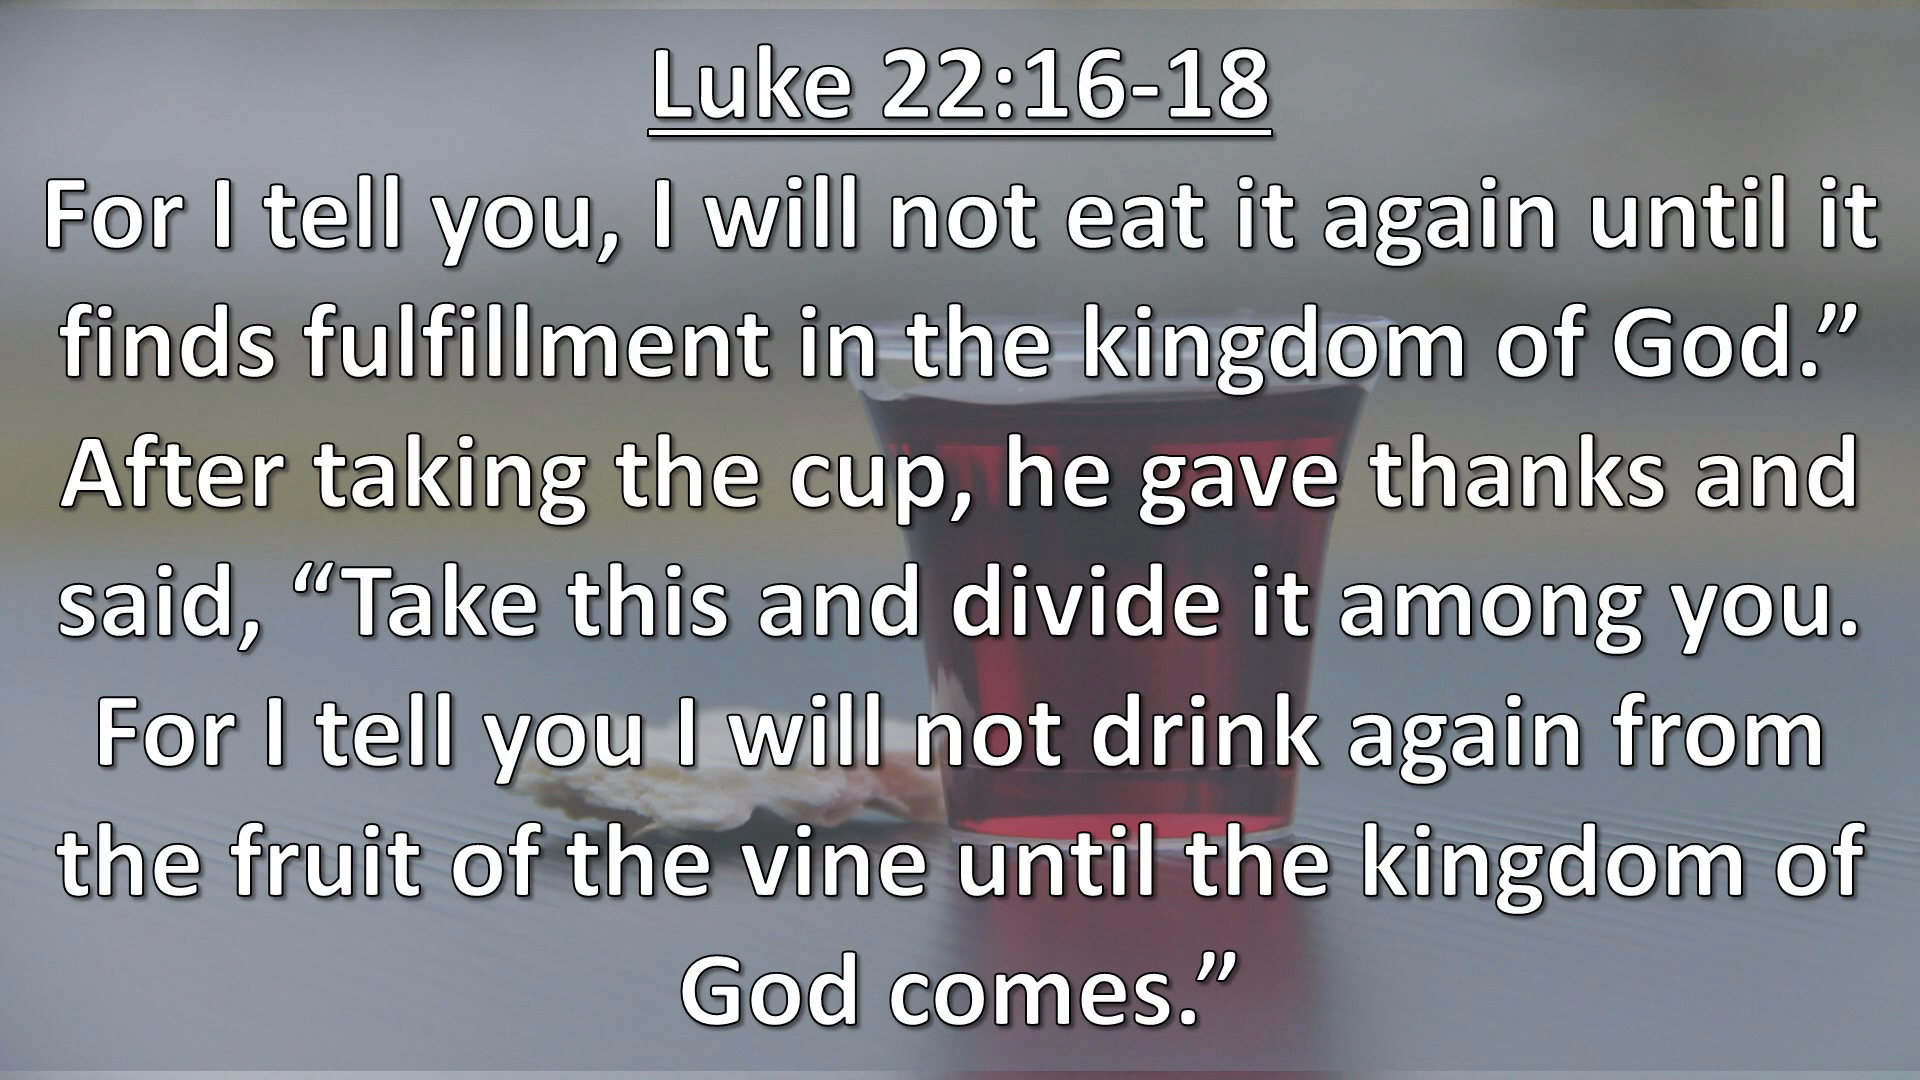 Luke 22:16-18
For I tell you, I will not eat it again until it
finds fulfillment in the kingdom of God.”
After taking the cup, he gave thanks and
said, “Take this and divide it among you.
For I tell you I will not drink again from
the fruit of the vine until the kingdom of
God comes.”